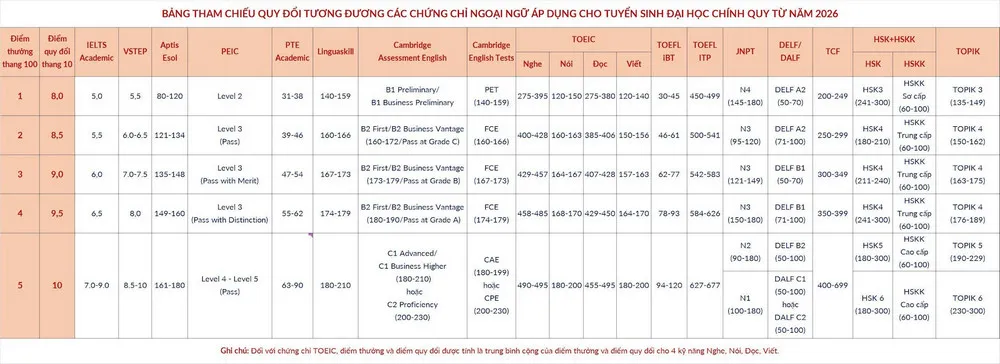 BẢNG THAM CHIẾU QUY ĐỔI TƯƠNG ĐƯƠNG CÁC CHỨNG CHỈ NGOẠI NGỮ ÁP DỤNG CHO TUYỂN SINH ĐẠI HỌC CHÍNH QUY TỪ NĂM 2026
Điểm thưởng thang 100 Điểm quy đổi thang 10 IELTS Academic VSTEP Aptis Esol PEIC PTE Academic Linguaskill Cambridge Assessment English Cambridge English Tests TOEIC TOEFL iBT TOEFL ITP JNPT DELF/ DALF TCF HSK+HSKK TOPIK
Nghe Nói Đọc Viết HSK HSKK
1 8,0 5,0 5,5 80-120 Level 2 31-38 140-159 B1 Preliminary/ B1 Business Preliminary PET (140-159) 275-395 120-150 275-380 120-140 30-45 450-499 N4 (145-180) DELF A2 (50-70) 200-249 HSK3 (241-300) HSKK Sơ cấp (60-100) TOPIK 3 (135-149)
2 8,5 5,5 6.0-6.5 121-134 Level 3 (Pass) 39-46 160-166 B2 First/B2 Business Vantage (160-172/Pass at Grade C) FCE (160-166) 400-428 160-163 385-406 150-156 46-61 500-541 N3 (95-120) DELF A2 (71-100) 250-299 HSK4 (180-210) HSKK Trung cấp (60-100) TOPIK 4 (150-162)
3 9,0 6,0 7.0-7.5 135-148 Level 3 (Pass with Merit) 47-54 167-173 B2 First/B2 Business Vantage (173-179/Pass at Grade B) FCE (167-173) 429-457 164-167 407-428 157-163 62-77 542-583 N3 (121-149) DELF B1 (50-70) 300-349 HSK4 (211-240) HSKK Trung cấp (60-100) TOPIK 4 (163-175)
4 9,5 6,5 8,0 149-160 Level 3 (Pass with Distinction) 55-62 174-179 B2 First/B2 Business Vantage (180-190/Pass at Grade A) FCE (174-179) 458-485 168-170 429-450 164-170 78-93 584-626 N3 (150-180) DELF B1 (71-100) 350-399 HSK4 (241-300) HSKK Trung cấp (60-100) TOPIK 4 (176-189)
5 10 7.0-9.0 8.5-10 161-180 Level 4 - Level 5 (Pass) 63-90 180-210 C1 Advanced/ C1 Business Higher (180-210) hoặc C2 Proficiency (200-230) CAE (180-199) hoặc CPE (200-230) 490-495 180-200 455-495 180-200 94-120 627-677 N2 (90-180) DELF B2 (50-100) 400-699 HSK5 (180-300) HSKK Cao cấp (60-100) TOPIK 5 (190-229)
N1 (100-180) DALF C1 (50-100) hoặc DALF C2 (50-100) HSK 6 (180-300) HSKK Cao cấp (60-100) TOPIK 6 (230-300)
Ghi chú: Đối với chứng chỉ TOEIC, điểm thưởng và điểm quy đổi được tính là trung bình cộng của điểm thưởng và điểm quy đổi cho 4 kỹ năng Nghe, Nói, Đọc, Viết.